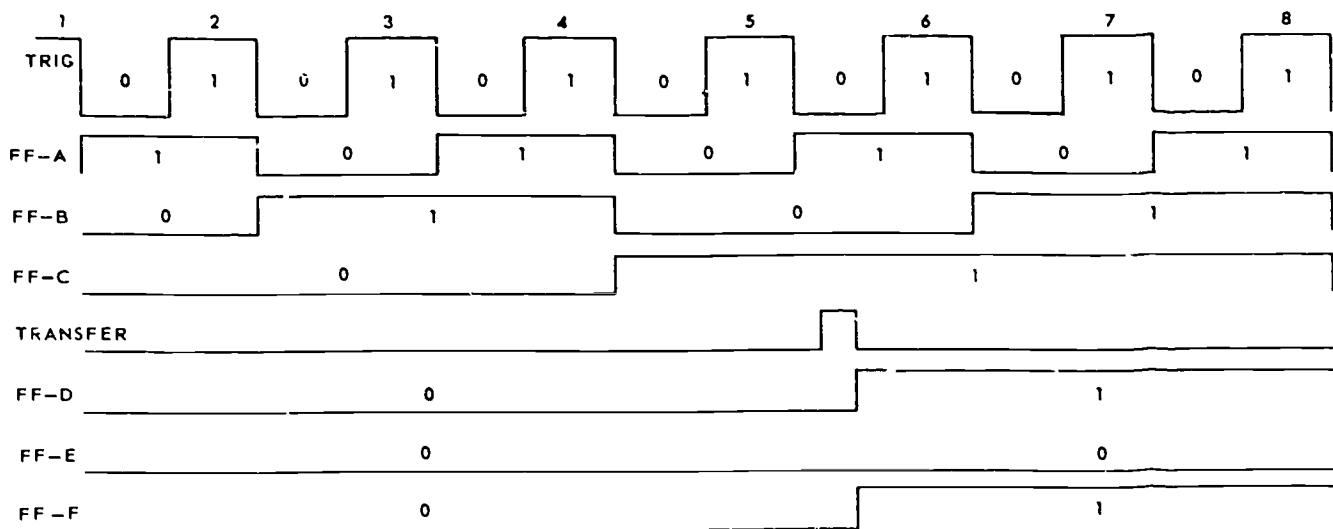 1 2 3 4 5 6 7 8
TRIG 0 1 0 1 0 1 0 1 0 1 0 1 0 1
FF-A 1 0 1 0 1 0 1
FF-B 0 1 0 1
FF-C 0 1
TRANSFER
FF-D 0 1
FF-E 0 0
FF-F 0 1